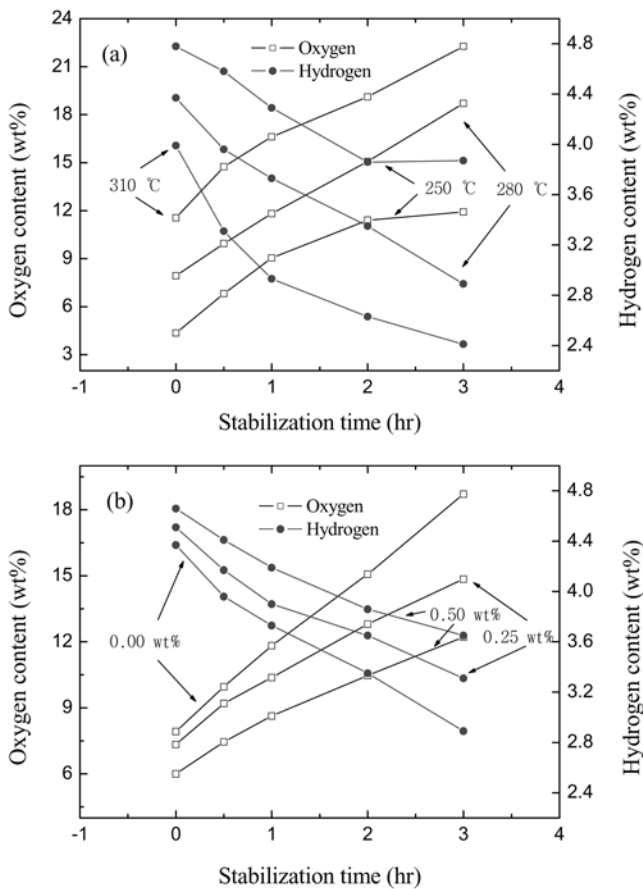 (a)
Oxygen
Hydrogen
310 ℃
250 ℃
280 ℃
Oxygen content (wt%)
22
21
18
15
12
9
6
3
Hydrogen content (wt%)
4.8
4.4
4.0
3.6
3.2
2.8
2.4
-1 0 1 2 3 4
Stabilization time (hr)
(b)
Oxygen
Hydrogen
0.00 wt%
0.50 wt%
0.25 wt%
Oxygen content (wt%)
18
15
12
9
6
Hydrogen content (wt%)
4.8
4.4
4.0
3.6
3.2
2.8
2.4
-1 0 1 2 3 4
Stabilization time (hr)